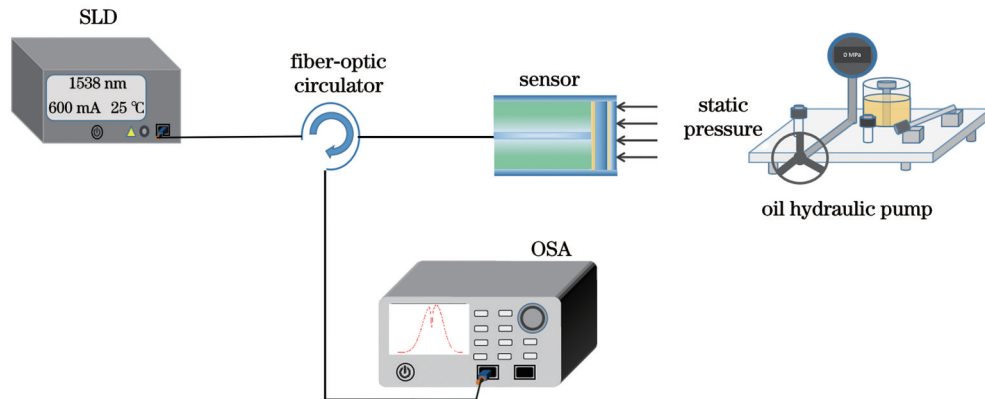 SLD
1538 nm
600 mA 25 ℃
fiber-optic
circulator
sensor
static
pressure
0 MPa
oil hydraulic pump
OSA